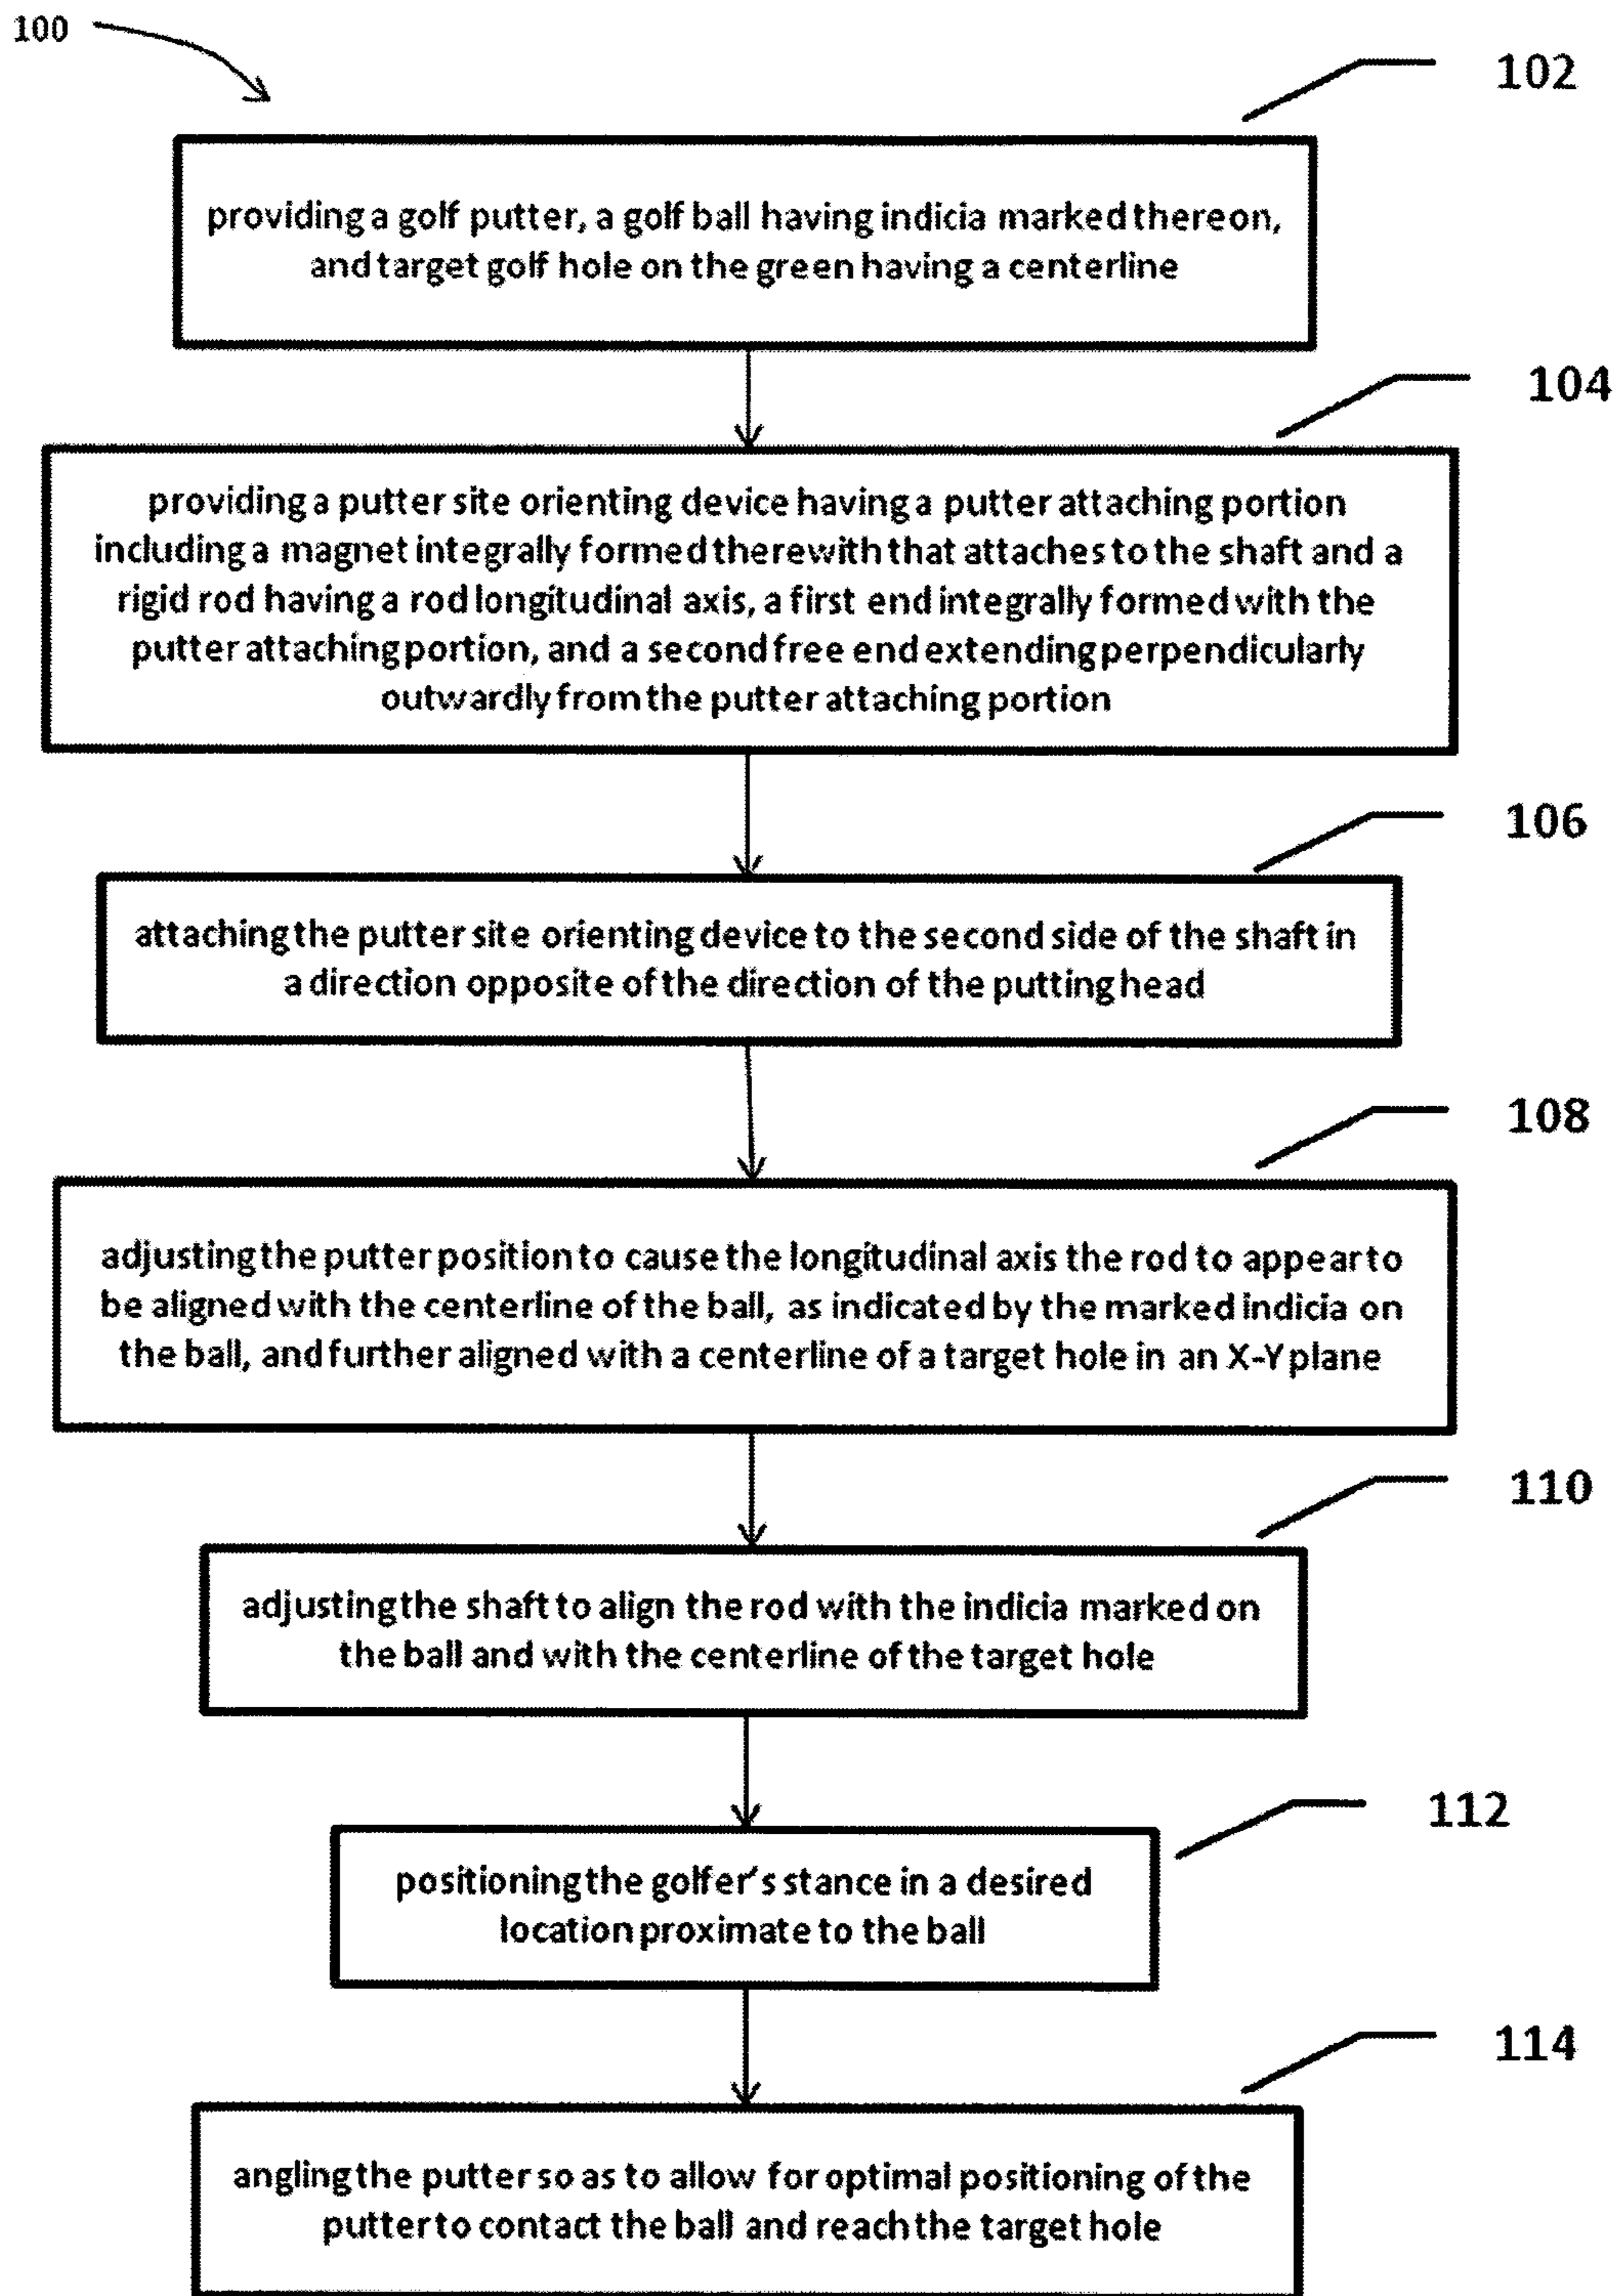 100
102
providing a golf putter, a golf ball having indicia marked thereon,
and target golf hole on the green having a centerline
104
providing a putter site orienting device having a putter attaching portion
including a magnet integrally formed therewith that attaches to the shaft and a
rigid rod having a rod longitudinal axis, a first end integrally formed with the
putter attaching portion, and a second free end extending perpendicularly
outwardly from the putter attaching portion
106
attaching the putter site orienting device to the second side of the shaft in
a direction opposite of the direction of the putting head
108
adjusting the putter position to cause the longitudinal axis the rod to appear to
be aligned with the centerline of the ball, as indicated by the marked indicia on
the ball, and further aligned with a centerline of a target hole in an X-Y plane
110
adjusting the shaft to align the rod with the indicia marked on
the ball and with the centerline of the target hole
112
positioning the golfer's stance in a desired
location proximate to the ball
114
angling the putter so as to allow for optimal positioning of the
putter to contact the ball and reach the target hole